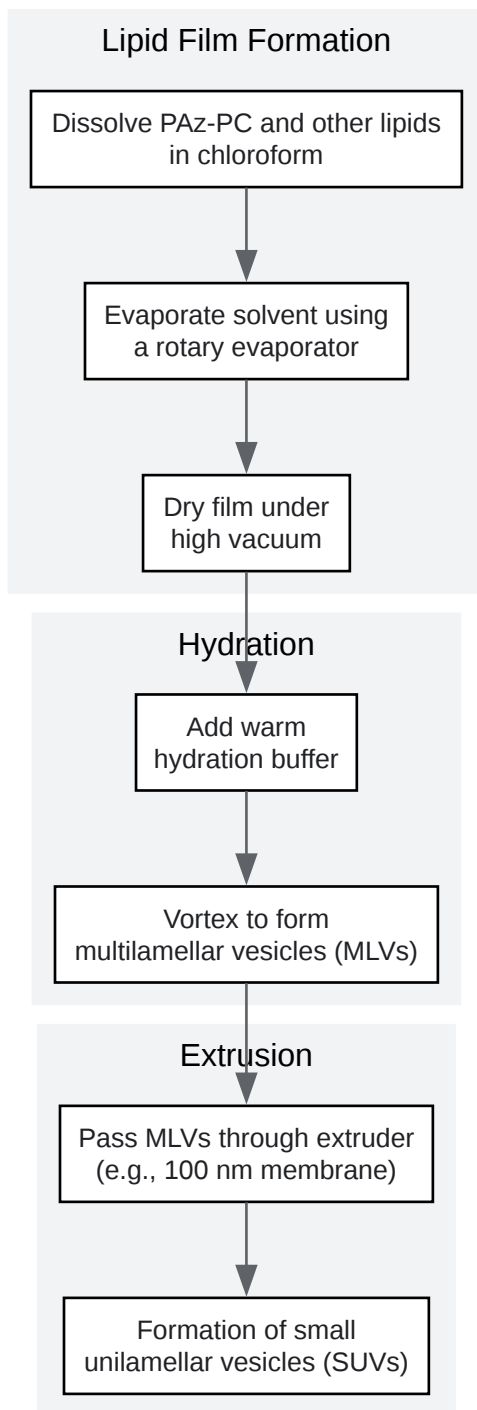 Lipid Film Formation
Dissolve PAz-PC and other lipids
in chloroform
Evaporate solvent using
a rotary evaporator
Dry film under
high vacuum
Hydration
Add warm
hydration buffer
Vortex to form
multilamellar vesicles (MLVs)
Extrusion
Pass MLVs through extruder
(e.g., 100 nm membrane)
Formation of small
unilamellar vesicles (SUVs)